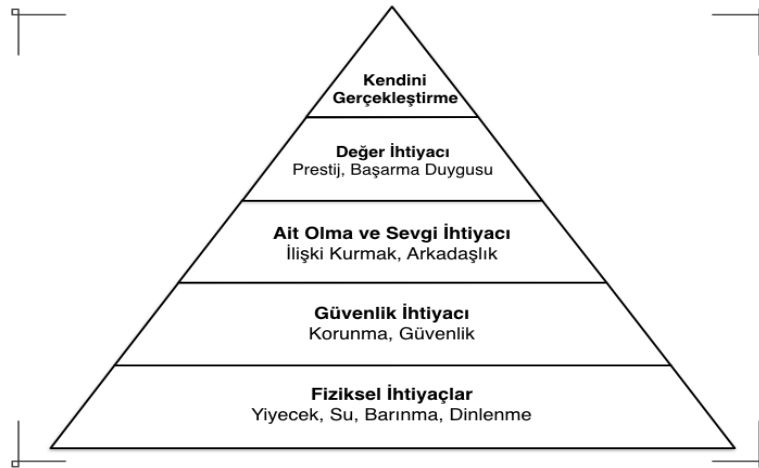 Kendini
Gerçekleştirme
Değer İhtiyacı
Prestij, Başarma Duygusu
Ait Olma ve Sevgi İhtiyacı
İlişki Kurmak, Arkadaşlık
Güvenlik İhtiyacı
Korunma, Güvenlik
Fiziksel İhtiyaçlar
Yiyecek, Su, Barınma, Dinlenme